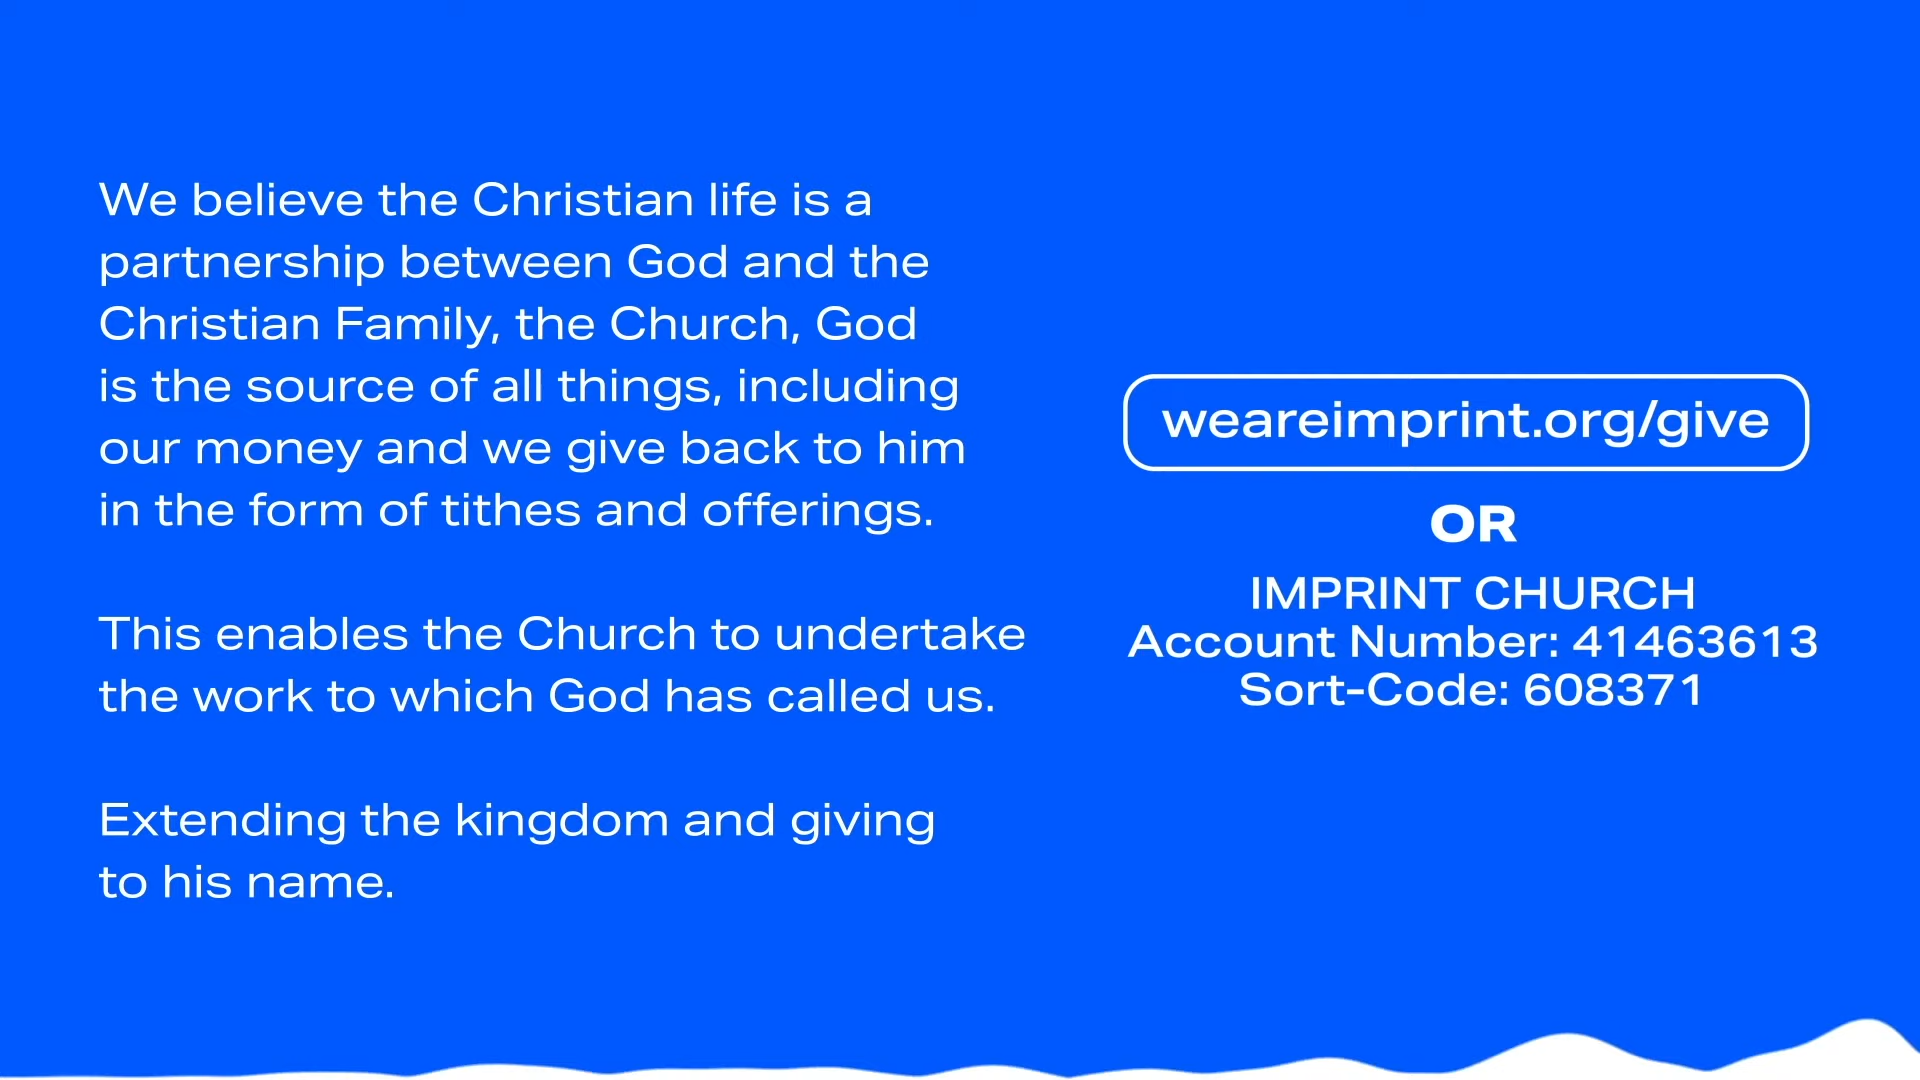 We believe the Christian life is a
partnership between God and the
Christian Family, the Church, God
is the source of all things, including
our money and we give back to him
in the form of tithes and offerings.
This enables the Church to undertake
the work to which God has called us.
Extending the kingdom and giving
to his name.
weareimprint.org/give
OR
IMPRINT CHURCH
Account Number: 41463613
Sort-Code: 608371